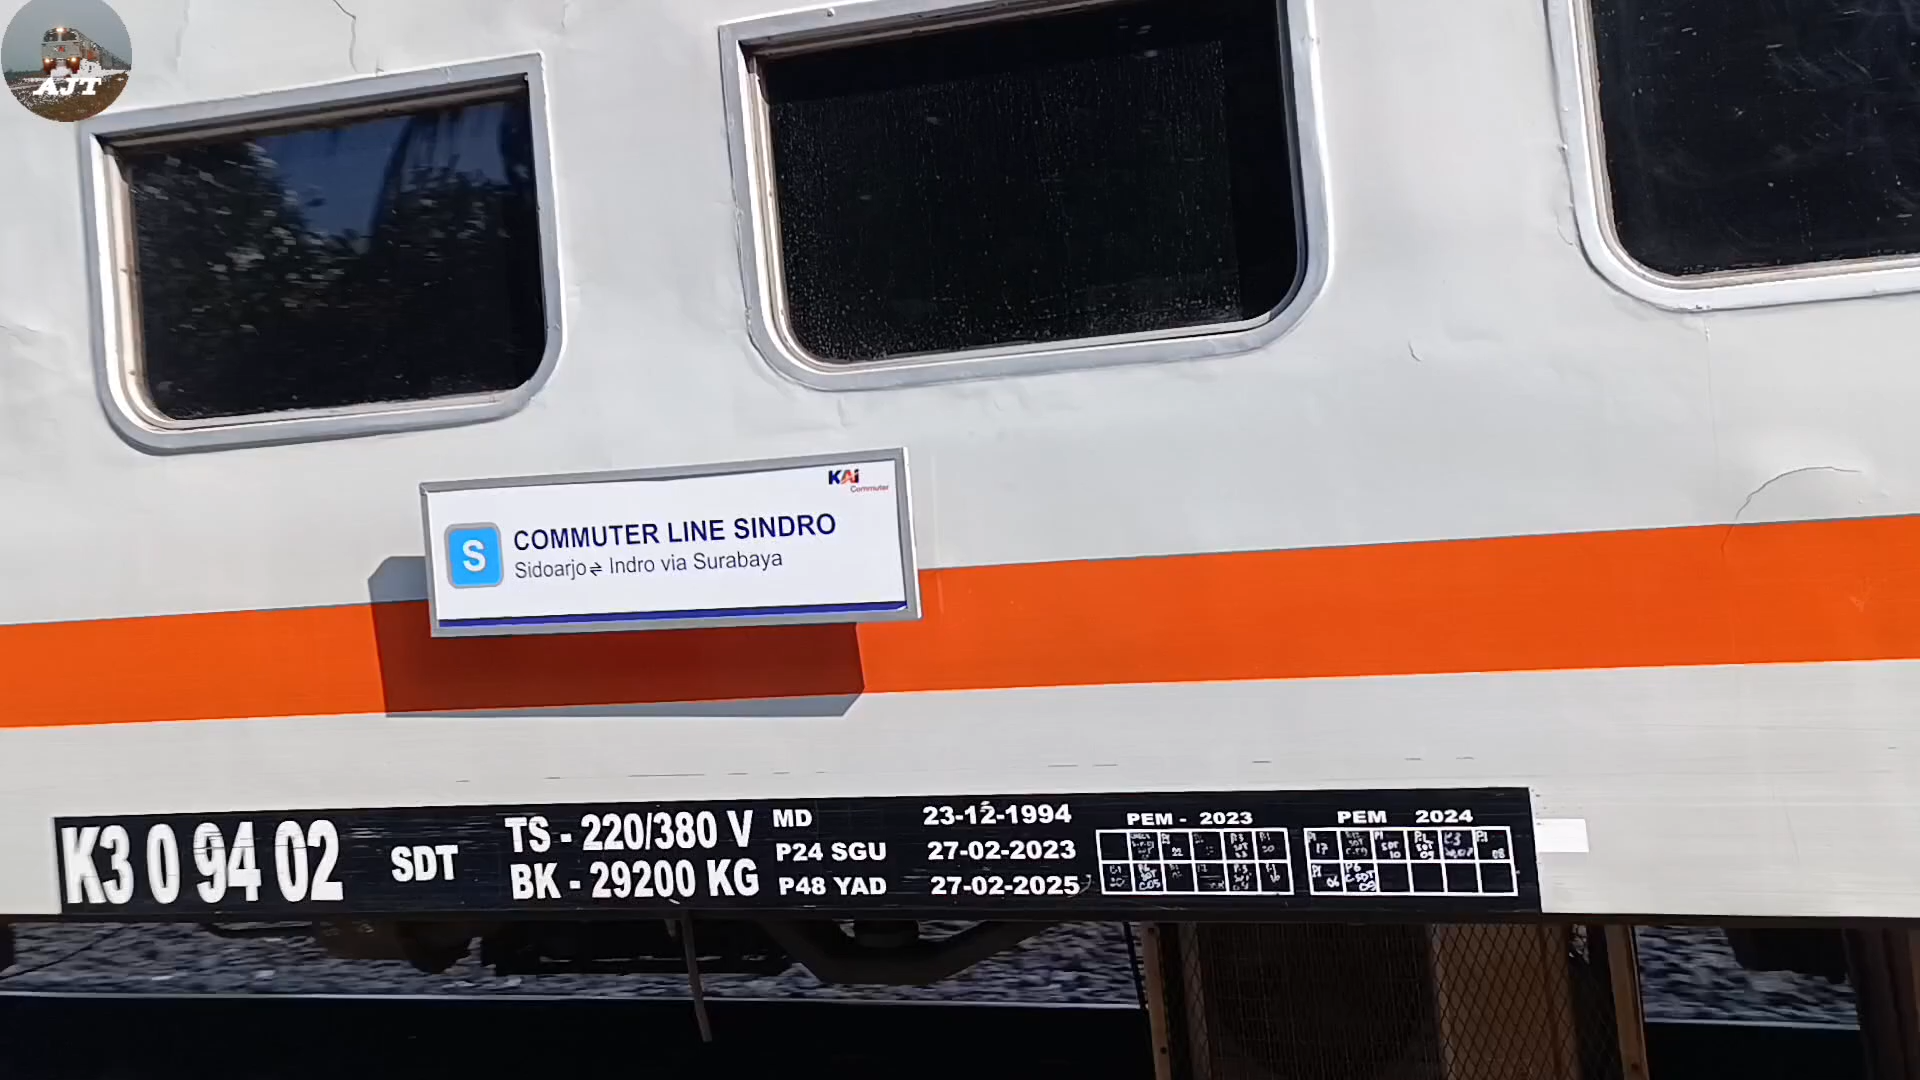 AJT
KAI
Commuter
S
COMMUTER LINE SINDRO
Sidoarjo ⇌ Indro via Surabaya
K3 0 94 02
SDT
TS - 220/380 V
BK - 29200 KG
MD 23-12-1994
P24 SGU 27-02-2023
P48 YAD 27-02-2025
PEM - 2023
PEM 2024